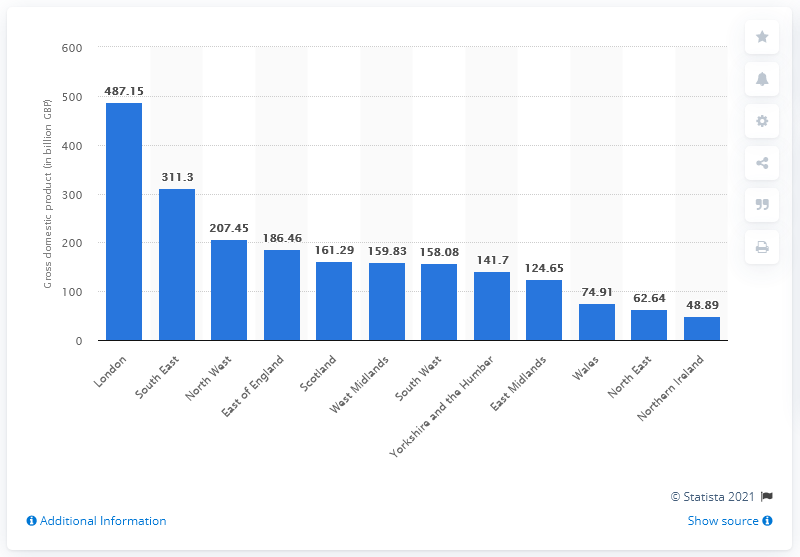 Gross domestic product (in billion GBP)
600
500
400
300
200
100
0
487.15
311.3
207.45
186.46
161.29
159.83
158.08
141.7
124.65
74.91
62.64
48.89
London
South East
North West
East of England
Scotland
West Midlands
South West
Yorkshire and the Humber
East Midlands
Wales
North East
Northern Ireland
© Statista 2021
Additional Information
Show source